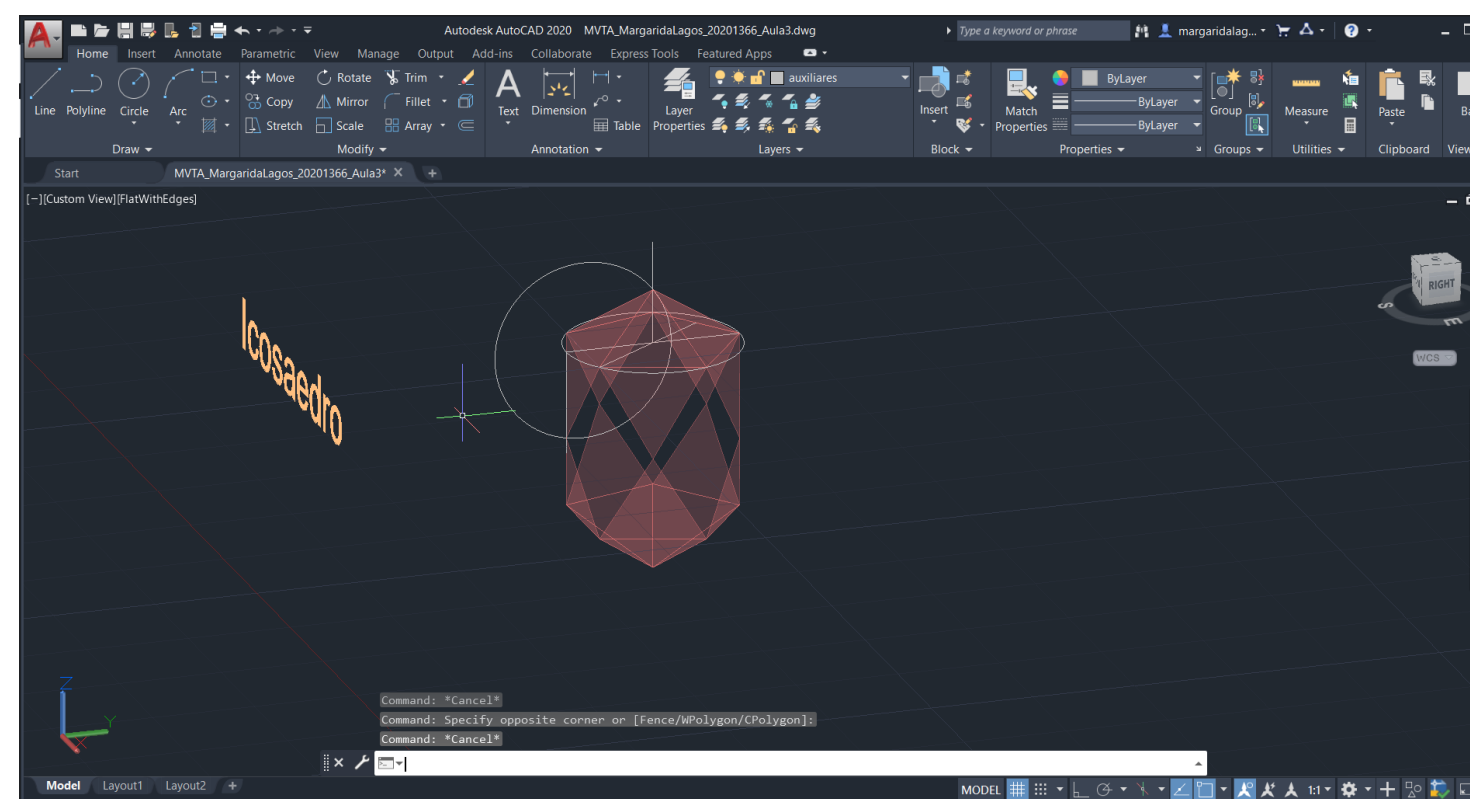 Autodesk AutoCAD 2020 MVTA_MargaridaLagos_20201366_Aula3.dwg
Type a keyword or phrase
margaridalag...
Home Insert Annotate Parametric View Manage Output Add-ins Collaborate Express Tools Featured Apps
Line Polyline Circle Arc
Move Rotate Trim
Copy Mirror Fillet
Stretch Scale Array
Text Dimension
Table
Layer
Properties
auxiliares
Insert
Match
Properties
ByLayer
ByLayer
ByLayer
Group
Measure
Paste
Draw Modify Annotation Layers Block Properties Groups Utilities Clipboard View
Start MVTA_MargaridaLagos_20201366_Aula3*
[−][Custom View][FlatWithEdges]
RIGHT
S
E
WCS
Icosaedro
Z
Y
X
Command: *Cancel*
Command: Specify opposite corner or [Fence/WPolygon/CPolygon]:
Command: *Cancel*
Model Layout1 Layout2 +
MODEL
1:1